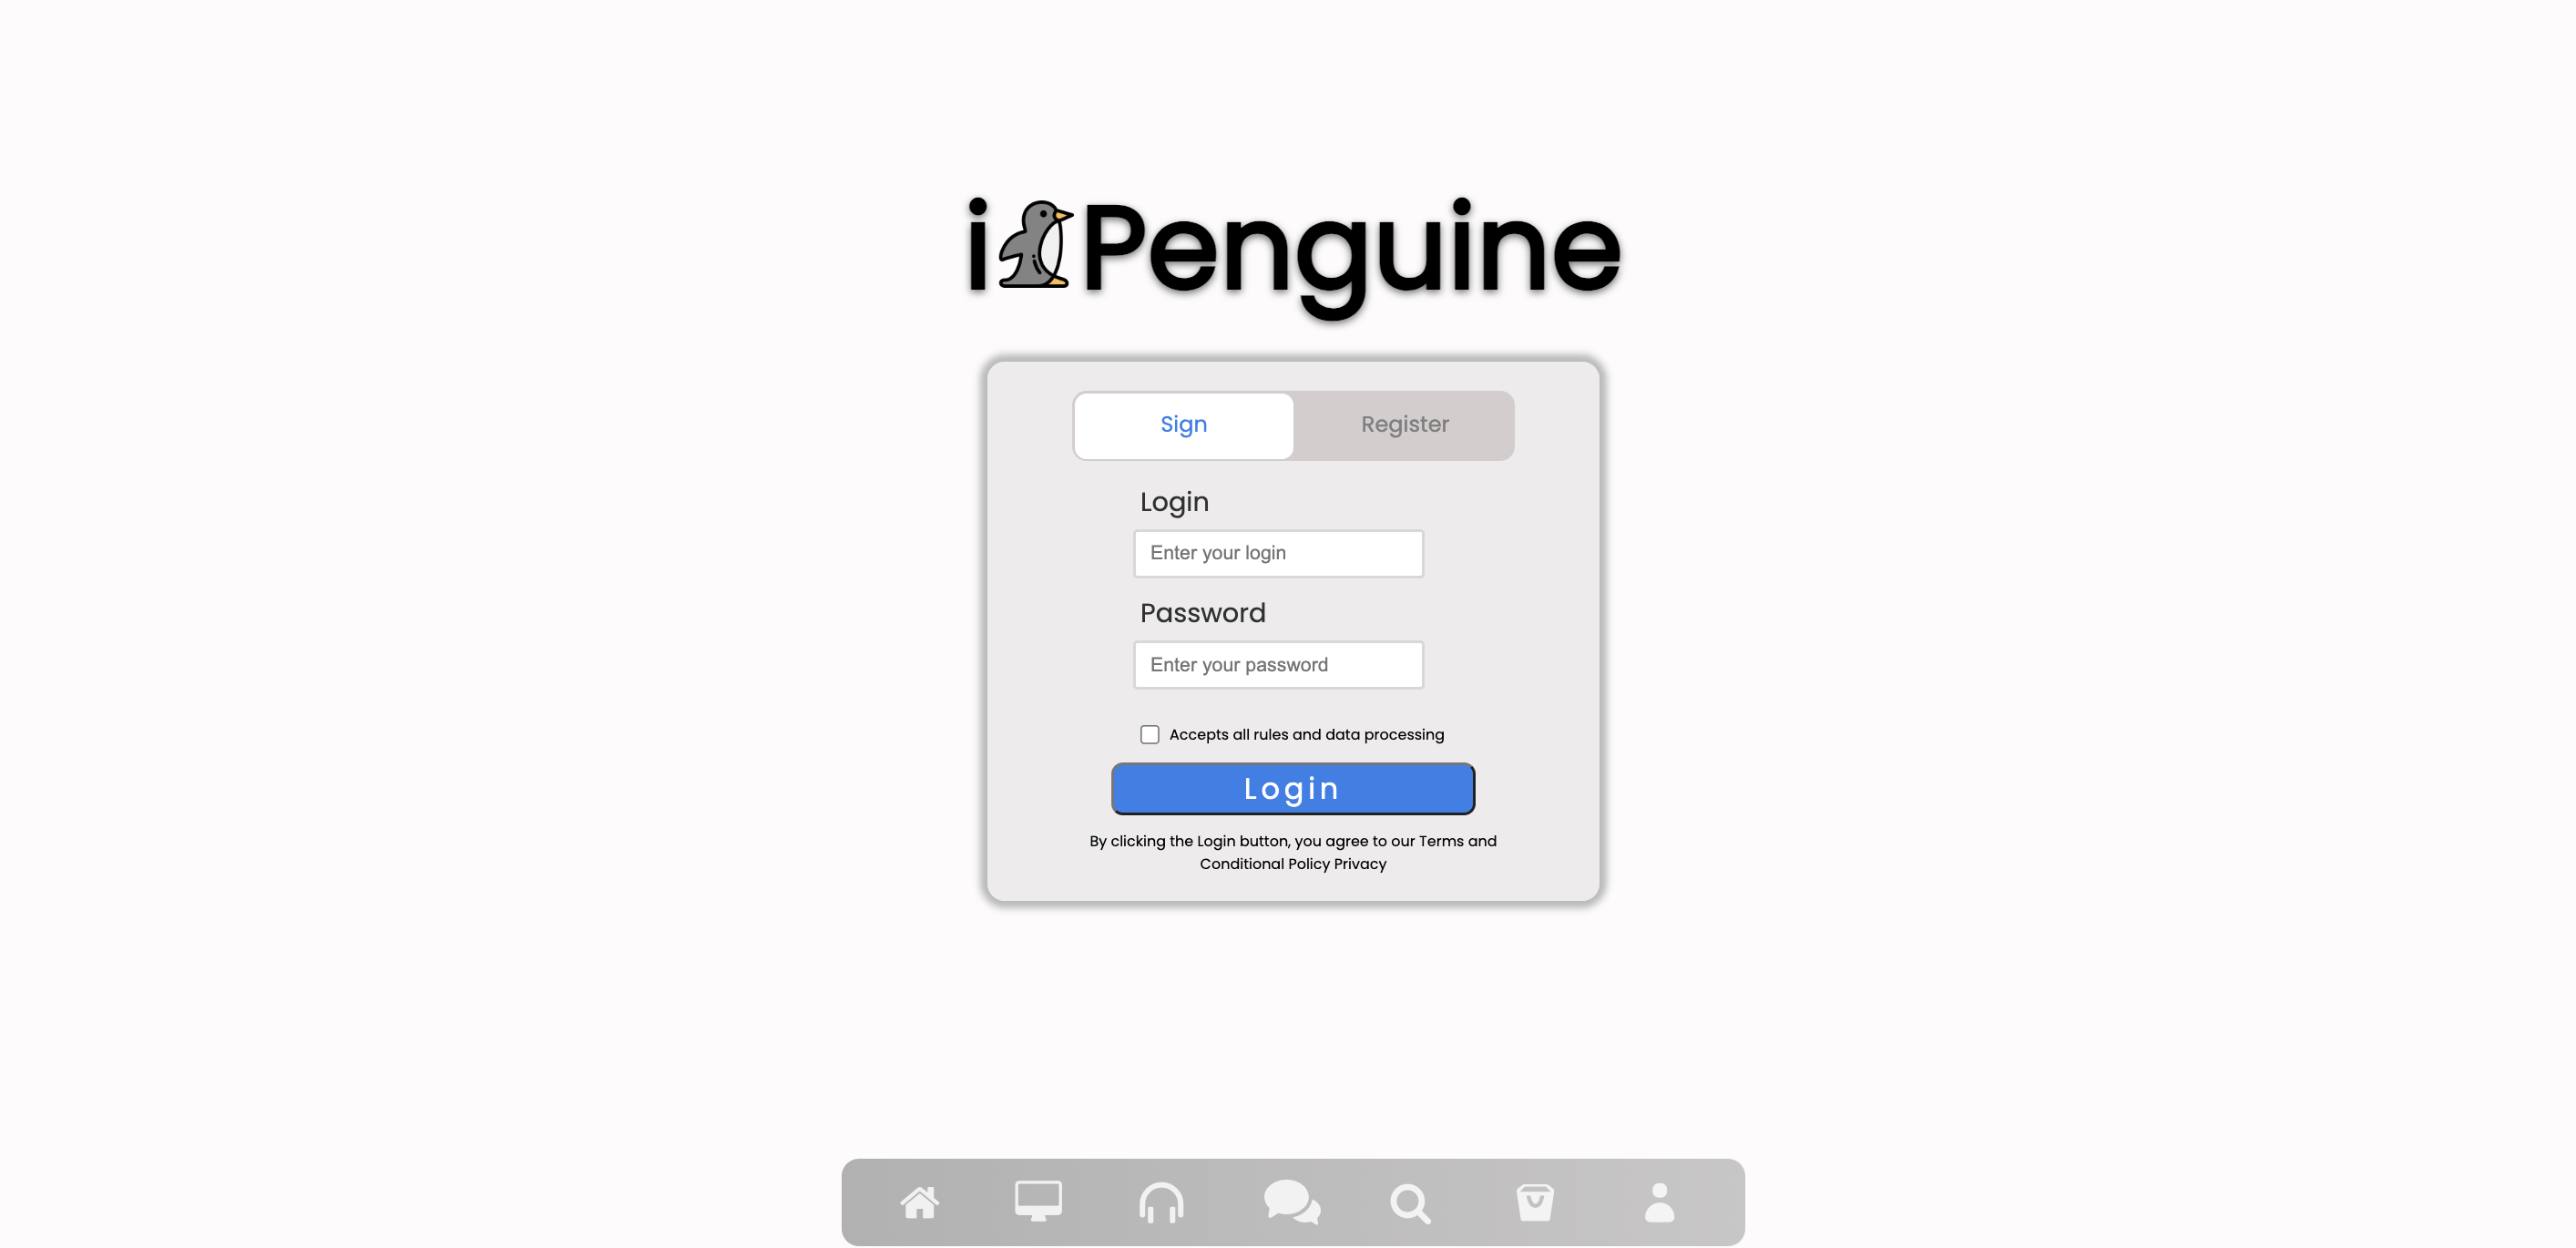 i Penguine
Sign Register
Login
Enter your login
Password
Enter your password
Accepts all rules and data processing
Login
By clicking the Login button, you agree to our Terms and
Conditional Policy Privacy